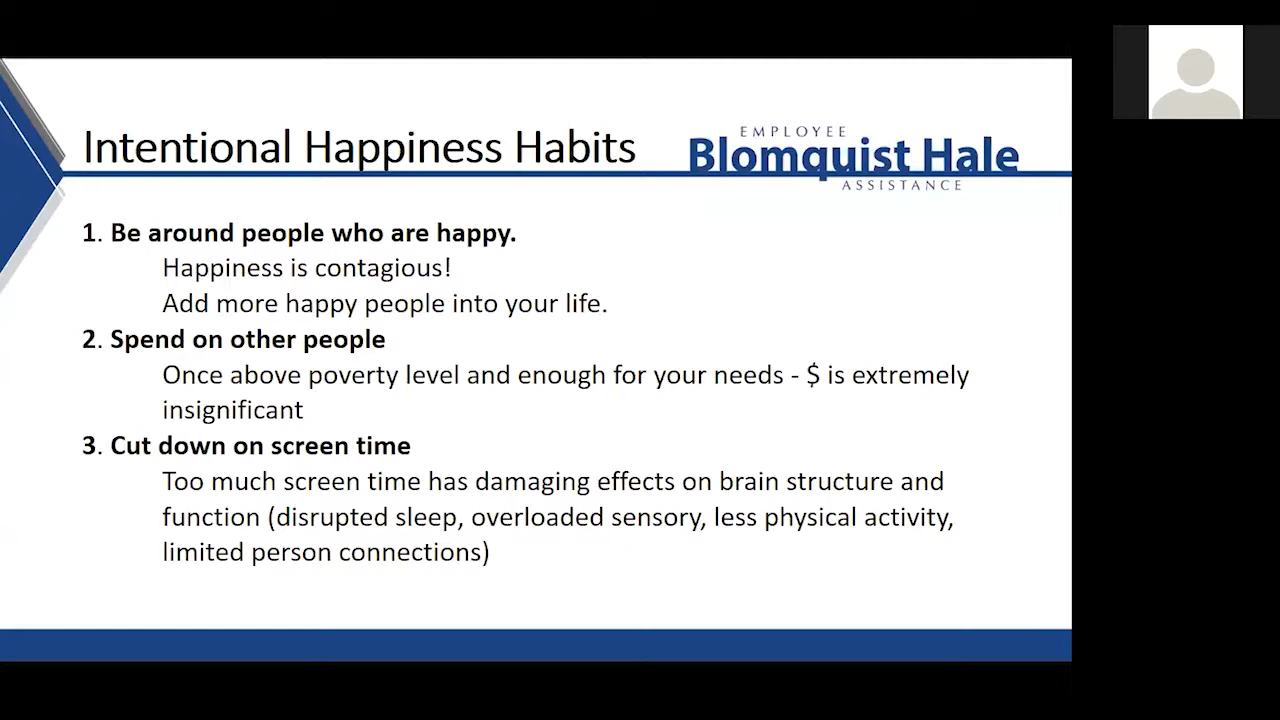 Intentional Happiness Habits
EMPLOYEE
Blomquist Hale
ASSISTANCE
1. Be around people who are happy.
Happiness is contagious!
Add more happy people into your life.
2. Spend on other people
Once above poverty level and enough for your needs - $ is extremely
insignificant
3. Cut down on screen time
Too much screen time has damaging effects on brain structure and
function (disrupted sleep, overloaded sensory, less physical activity,
limited person connections)